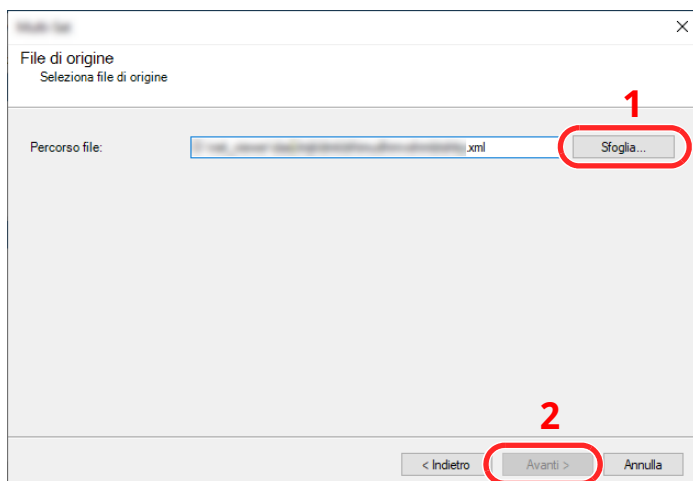 File di origine
Seleziona file di origine
1
Percorso file:
.xml
Sfoglia...
2
< Indietro
Avanti >
Annulla